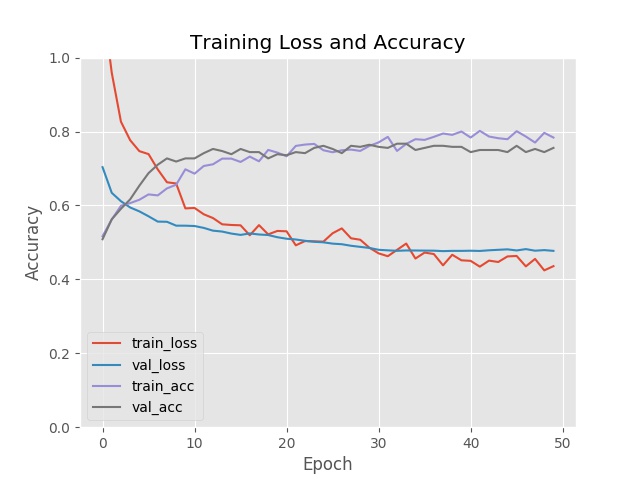 Training Loss and Accuracy
1.0
0.8
0.6
0.4
0.2
0.0
Accuracy
train_loss
val_loss
train_acc
val_acc
0 10 20 30 40 50
Epoch